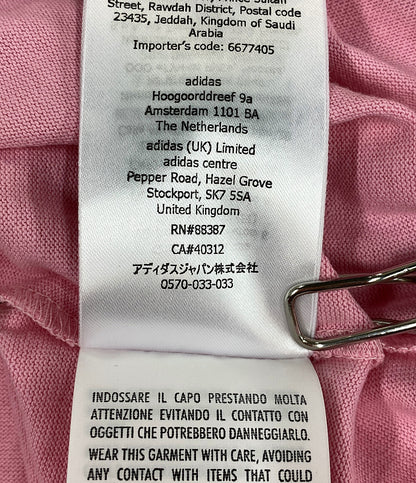 Street, Rawdah District, Postal code
23435, Jeddah, Kingdom of Saudi
Arabia
Importer's code: 6677405
adidas
Hoogoorddreef 9a
Amsterdam 1101 BA
The Netherlands
adidas (UK) Limited
adidas centre
Pepper Road, Hazel Grove
Stockport, SK7 5SA
United Kingdom
RN#88387
CA#40312
アディダスジャパン株式会社
0570-033-033
INDOSSARE IL CAPO PRESTANDO MOLTA
ATTENZIONE EVITANDO IL CONTATTO CON
OGGETTI CHE POTREBBERO DANNEGGIARLO.
WEAR THIS GARMENT WITH CARE, AVOIDING
ANY CONTACT WITH ITEMS THAT COULD